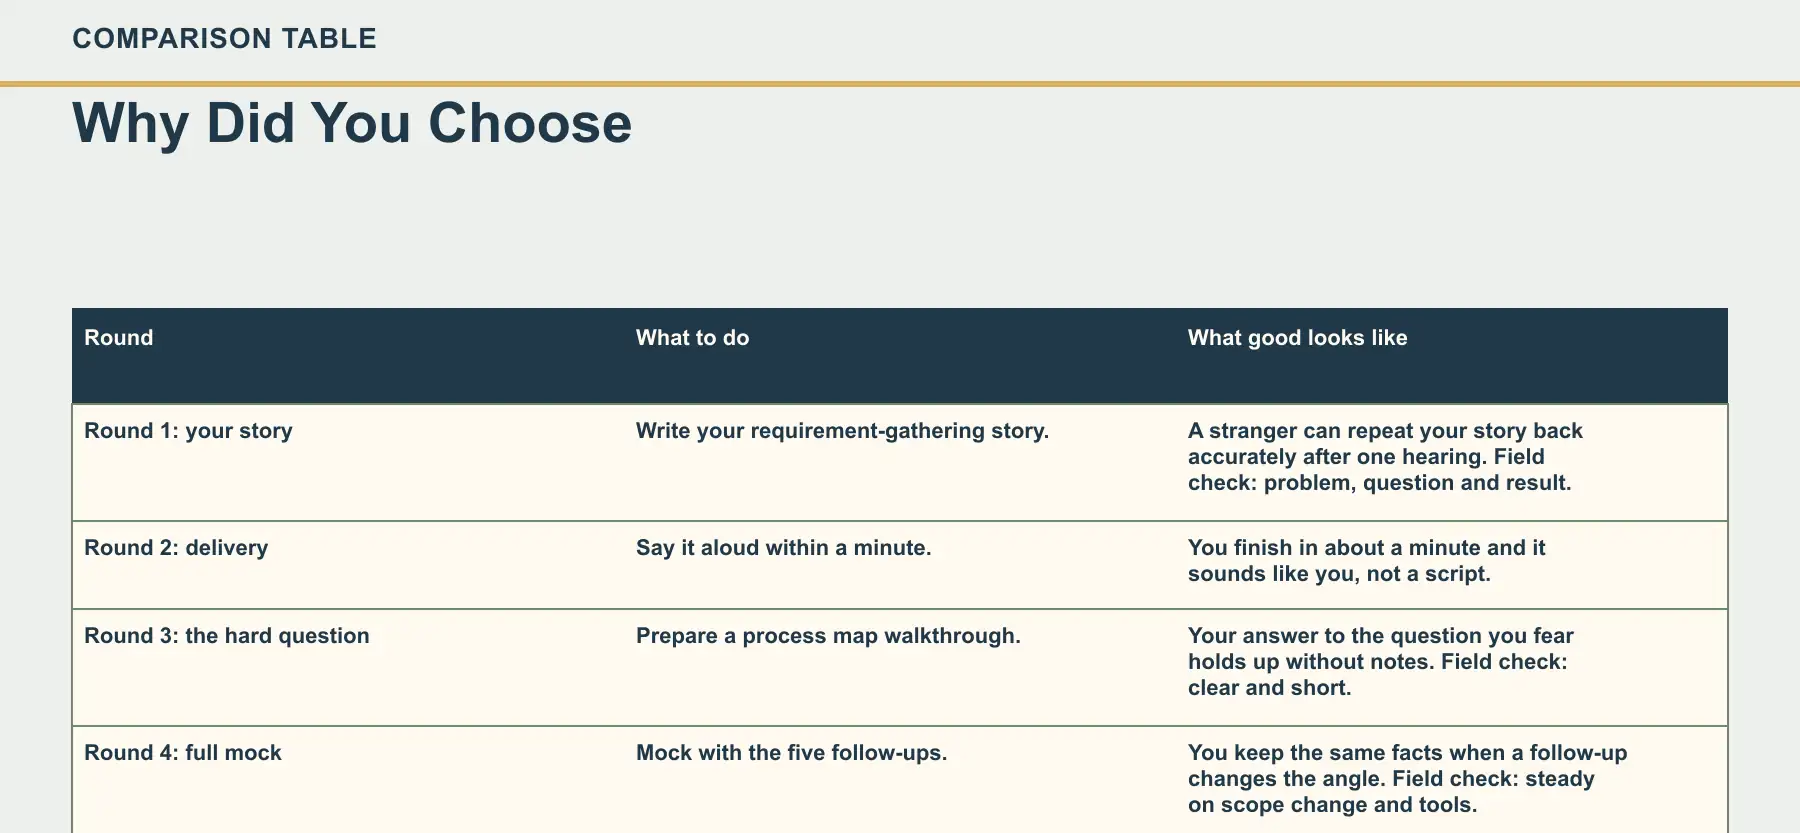 COMPARISON TABLE
Why Did You Choose
Round
What to do
What good looks like
Round 1: your story
Write your requirement-gathering story.
A stranger can repeat your story back
accurately after one hearing. Field
check: problem, question and result.
Round 2: delivery
Say it aloud within a minute.
You finish in about a minute and it
sounds like you, not a script.
Round 3: the hard question
Prepare a process map walkthrough.
Your answer to the question you fear
holds up without notes. Field check:
clear and short.
Round 4: full mock
Mock with the five follow-ups.
You keep the same facts when a follow-up
changes the angle. Field check: steady
on scope change and tools.